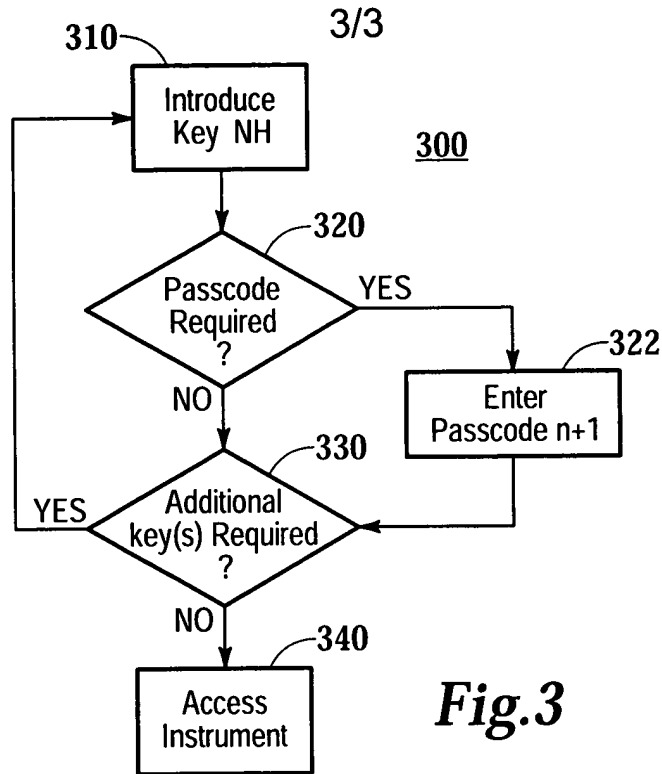 3/3
310
Introduce
Key NH
300
320
Passcode
Required
?
YES
322
NO
Enter
Passcode n+1
330
Additional
key(s) Required
?
YES
NO
340
Access
Instrument
Fig.3